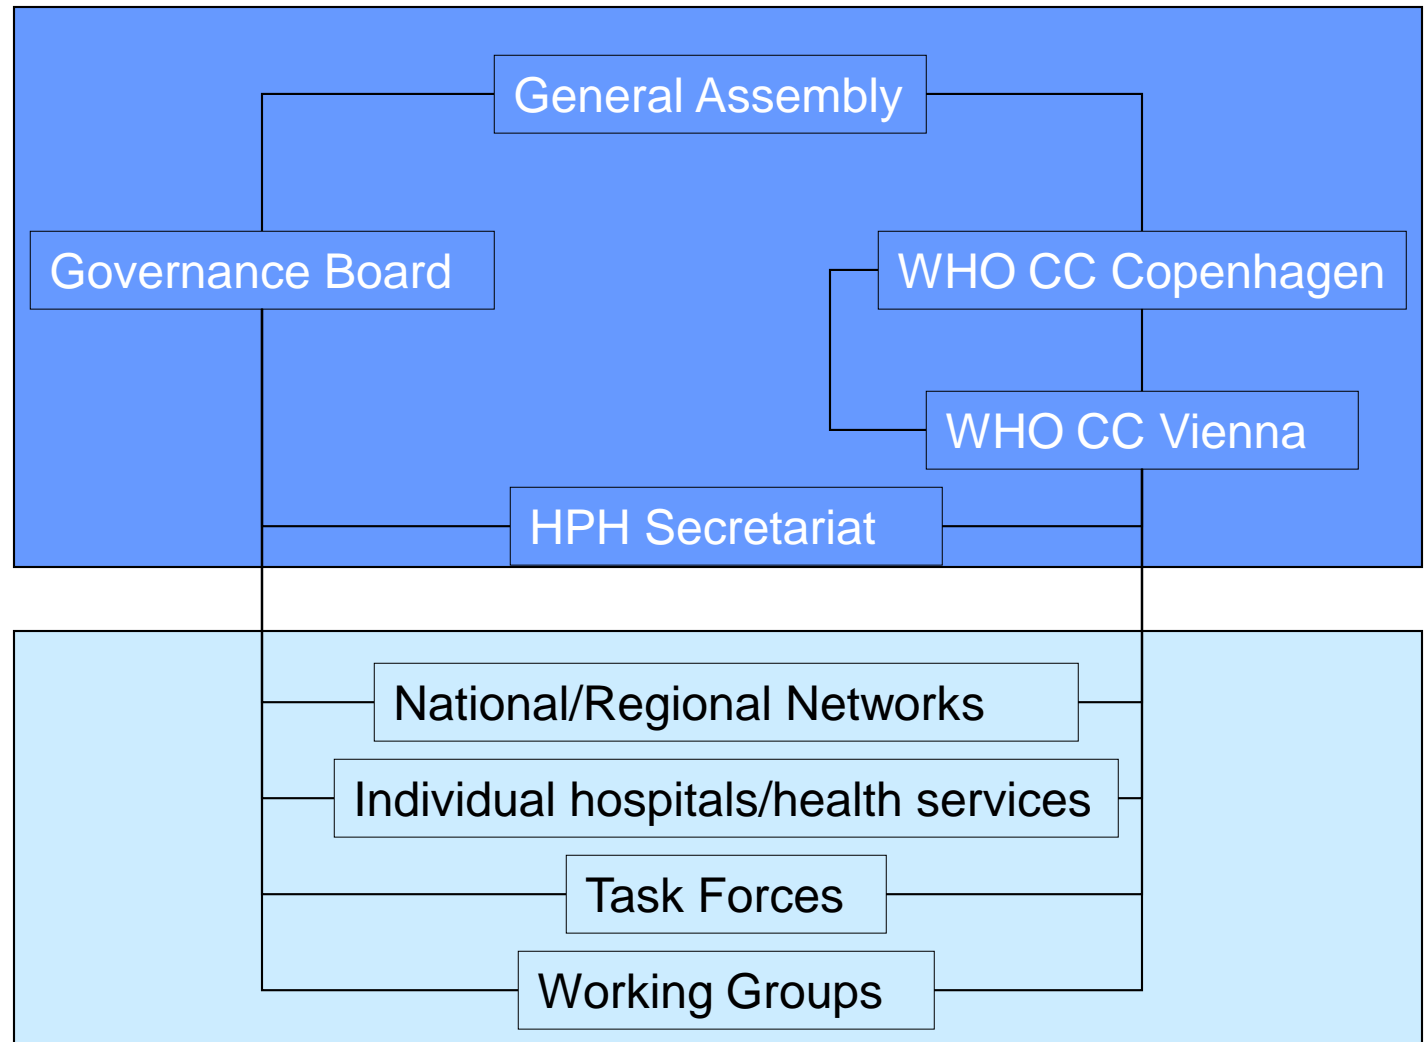 General Assembly
Governance Board
WHO CC Copenhagen
WHO CC Vienna
HPH Secretariat
National/Regional Networks
Individual hospitals/health services
Task Forces
Working Groups